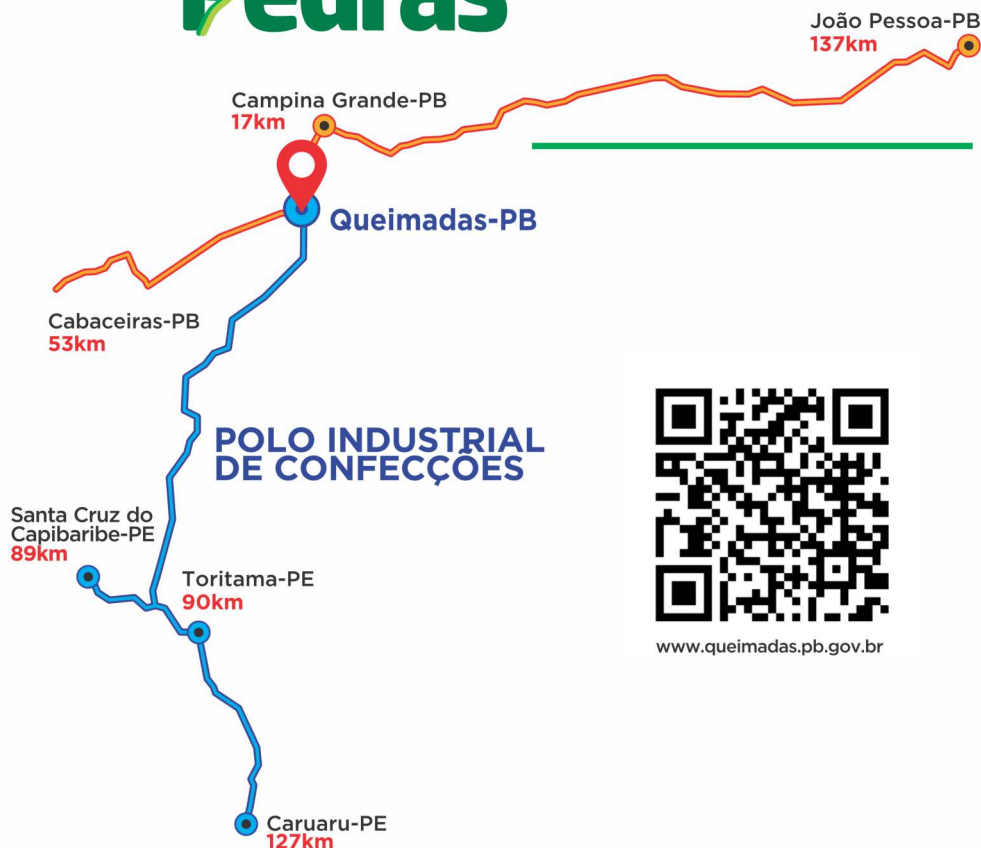 Pedras
João Pessoa-PB
137km
Campina Grande-PB
17km
Queimadas-PB
Cabaceiras-PB
53km
POLO INDUSTRIAL
DE CONFECÇÕES
Santa Cruz do
Capibaribe-PE
89km
Toritama-PE
90km
www.queimadas.pb.gov.br
Caruaru-PE
127km